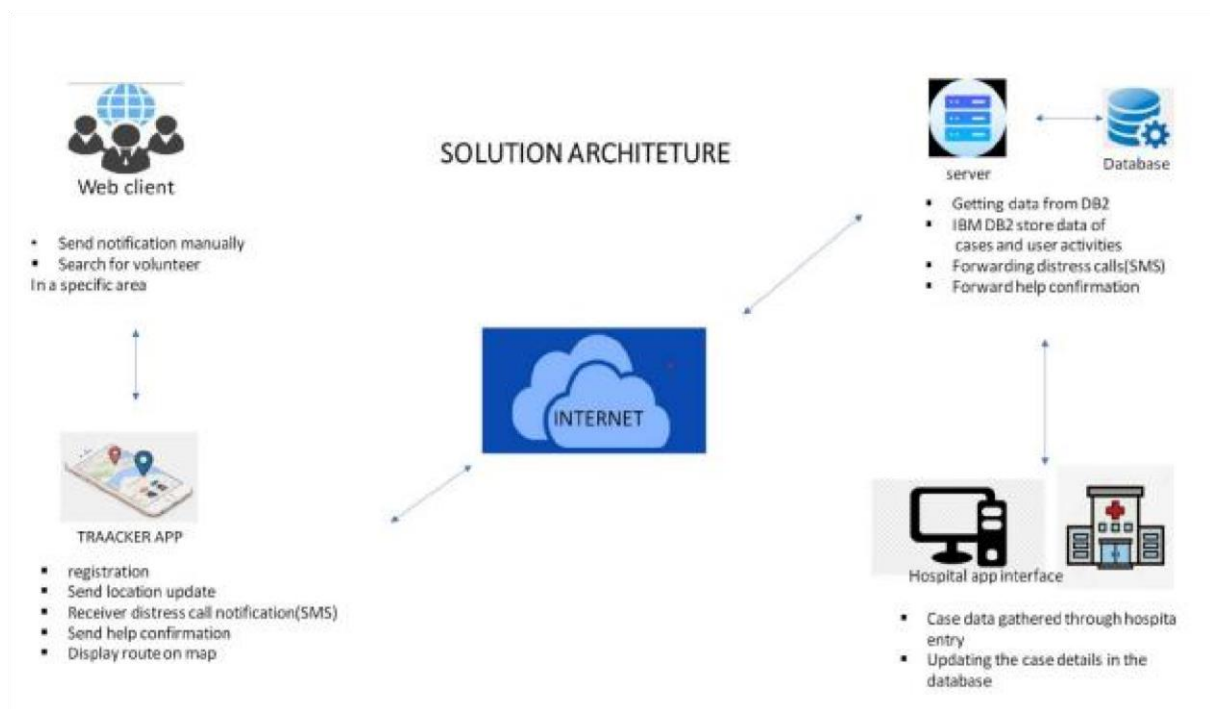 SOLUTION ARCHITETURE
Web client
• Send notification manually
▪ Search for volunteer
In a specific area
TRAACKER APP
▪ registration
▪ Send location update
▪ Receiver distress call notification(SMS)
▪ Send help confirmation
▪ Display route on map
INTERNET
server
Database
▪ Getting data from DB2
▪ IBM DB2 store data of
cases and user activities
▪ Forwarding distress calls(SMS)
▪ Forward help confirmation
Hospital app interface
▪ Case data gathered through hospita
entry
▪ Updating the case details in the
database